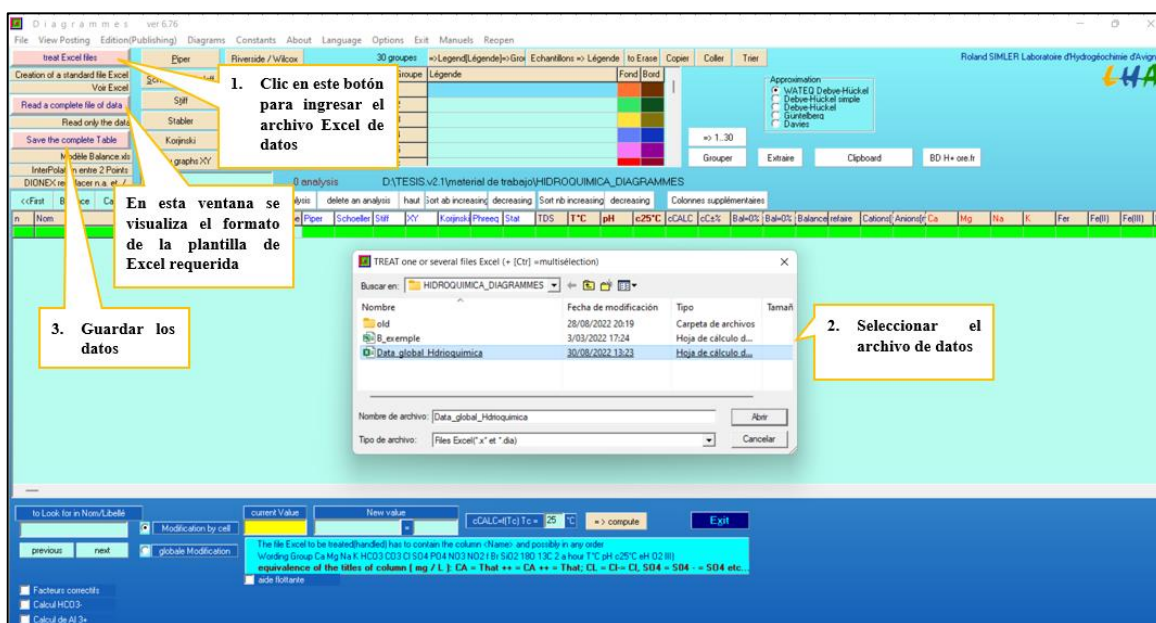 Diagrammes ver 6.76
File View Posting Edition(Publishing) Diagrams Constants About Language Options Exit Manuels Reopen
treat Excel files
Piper
Riverside / Wilcox
30 groupes
=>Legend[Légende]=>Grou
Echantillons => Légende
to Erase
Copier
Coller
Trier
Roland SIMLER Laboratoire d'Hydrogéochimie d'Avign
LHA
Creation of a standard file Excel
Voir Excel
Read a complete file of data
Read only the data
Save the complete Table
Modèle Balance.xls
InterPolation entre 2 Points
Stiff
Stabler
Korjinski
graphs XY
Légende
Fond Bord
1. Clic en este botón
para ingresar el
archivo Excel de
datos
Approximation
WATEQ Debye-Hückel
Debye-Hückel simple
Debye-Hückel
Güntelberg
Davies
=> 1..30
Grouper
Extraire
Clipboard
BD H+ ore.fr
0 analysis
D:\TESIS v2.1\material de trabajo\HIDROQUIMICA_DIAGRAMMES
<<First
delete an analysis
haut
Sort ab increasing
decreasing
Sort nb increasing
decreasing
Colonnes supplémentaires
n Nom
Piper Schoeller Stiff XY Korjinski Phreeq Stat TDS T°C pH c25°C cCALC cC±% Bal=0% Bal=0% Balance refaire Cations( Anions(r Ca Mg Na K Fer Fe(II) Fe(III)
En esta ventana se
visualiza el formato
de la plantilla de
Excel requerida
3. Guardar los
datos
TREAT one or several files Excel (+ [Ctr] =multisélection)
Buscar en: HIDROQUIMICA_DIAGRAMMES
Nombre Fecha de modificación Tipo Tamañ
old 28/08/2022 20:19 Carpeta de archivos
B_exemple 3/03/2022 17:24 Hoja de cálculo d...
Data_global_Hdrioquimica 30/08/2022 13:23 Hoja de cálculo d...
Nombre de archivo: Data_global_Hdrioquimica Abrir
Tipo de archivo: Files Excel(*.x* et *.dia) Cancelar
2. Seleccionar el
archivo de datos
to Look for in Nom/Libellé
previous next
Modification by cell
globale Modification
current Value
New value
=
cCALC=f(Tc) Tc = 25 °C
=> compute
Exit
The file Excel to be treated(handled) has to contain the column <Name> and possibly in any order
Wording Group Ca Mg Na K HCO3 CO3 Cl SO4 PO4 NO3 NO2 f Br SiO2 18O 13C 2 a hour T°C pH c25°C eH O2 III)
equivalence of the titles of column ( mg / L ): CA = That ++ = CA ++ = That; CL = Cl-= Cl, SO4 = S04 - = SO4 etc...
aide flottante
Facteurs correctifs
Calcul HCO3-
Calcul de Al 3+